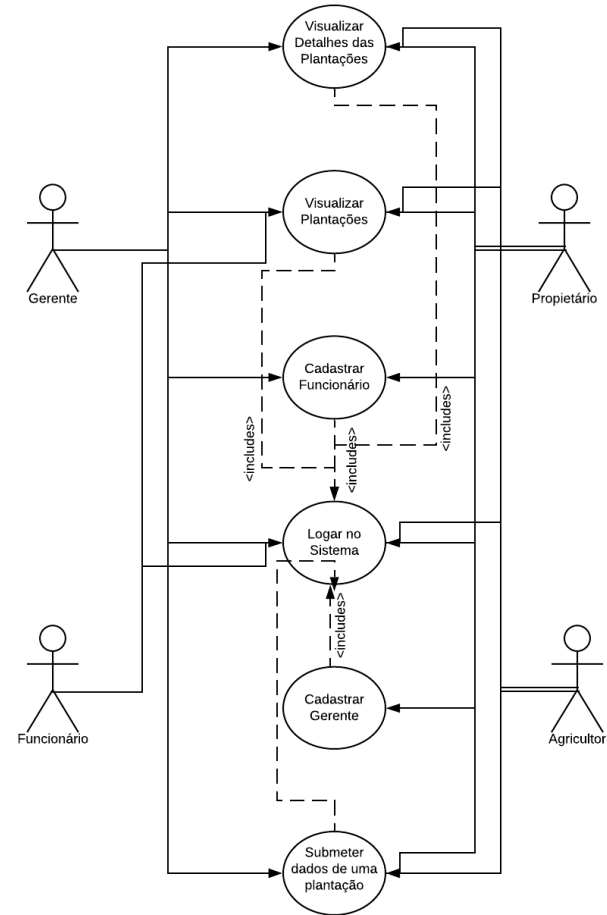 Visualizar
Detalhes das
Plantações
Visualizar
Plantações
Gerente
Propietário
Cadastrar
Funcionário
<includes>
<includes>
<includes>
Logar no
Sistema
<includes>
Cadastrar
Gerente
Funcionário
Agricultor
Submeter
dados de uma
plantação